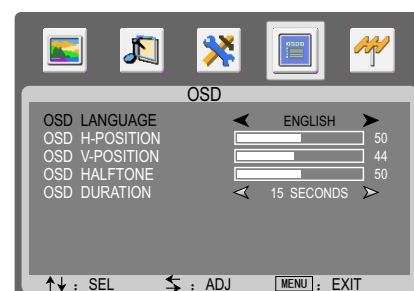 OSD
OSD LANGUAGE ENGLISH
OSD H-POSITION 50
OSD V-POSITION 44
OSD HALFTONE 50
OSD DURATION 15 SECONDS
: SEL : ADJ MENU : EXIT